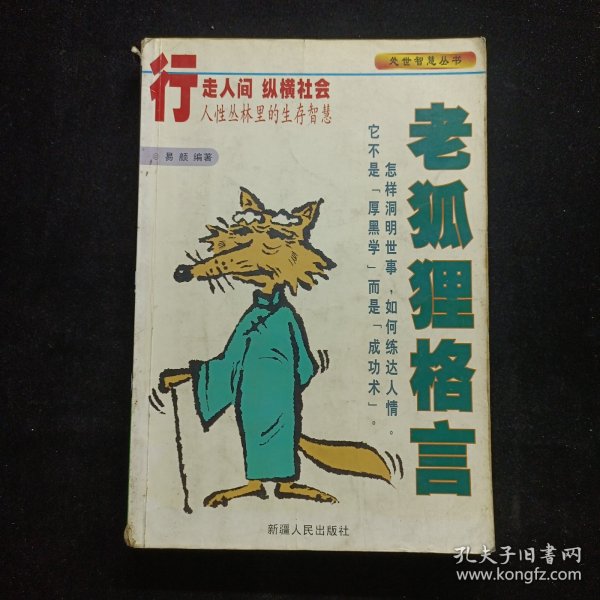 处世智慧丛书
行走人间 纵横社会
人性丛林里的生存智慧
◎ 易颜 编著
老狐狸格言
怎样洞明世事，如何练达人情。
它不是「厚黑学」而是「成功术」。
新疆人民出版社
孔夫子旧书网
www.kongfz.com